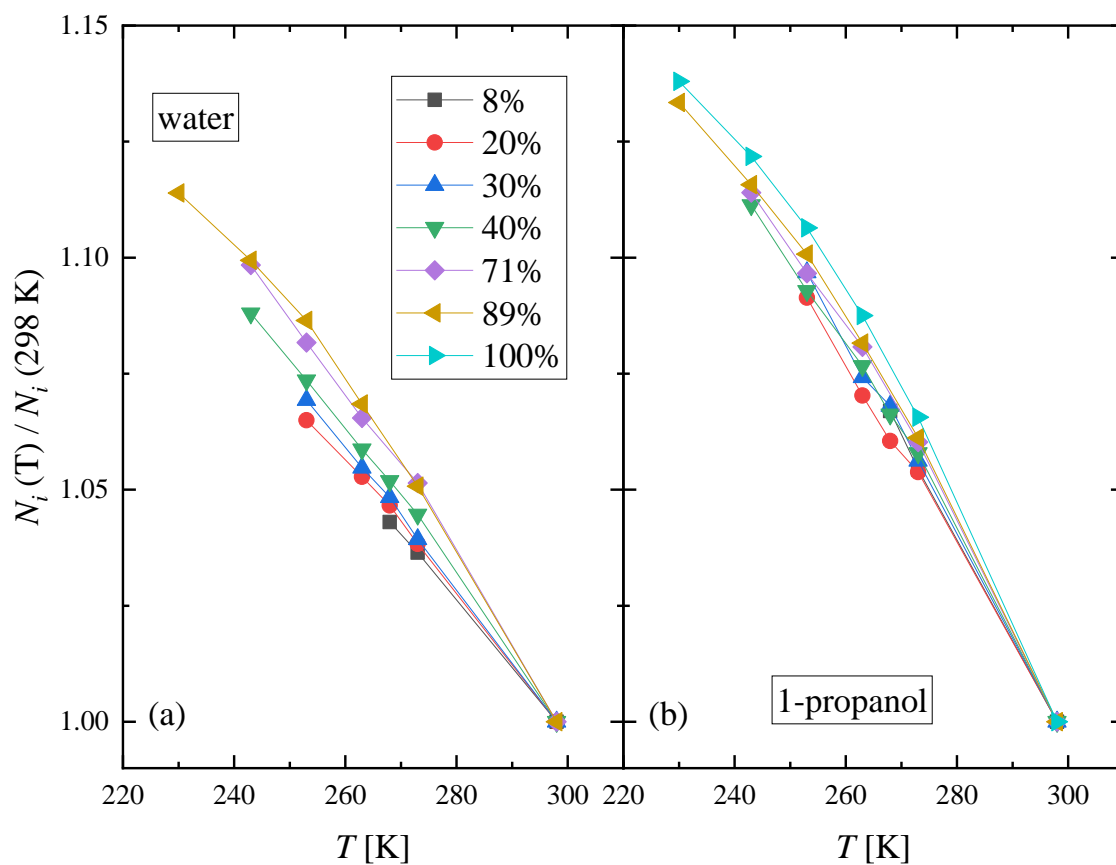 1.15
1.10
1.05
1.00
N_i (T) / N_i (298 K)
water
8%
20%
30%
40%
71%
89%
100%
(a)
220 240 260 280 300
T [K]
1-propanol
(b)
220 240 260 280 300
T [K]